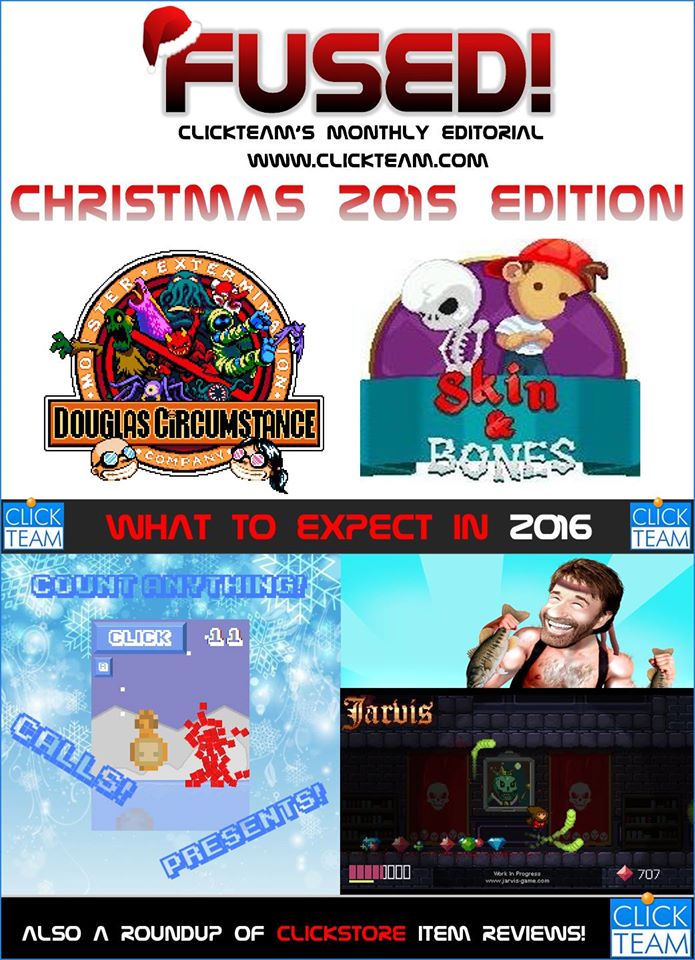 FUSED!
CLICKTEAM'S MONTHLY EDITORIAL
WWW.CLICKTEAM.COM
CHRISTMAS 2015 EDITION
MONSTER · EXTERMINATION
DOUGLAS CIRCUMSTANCE
· COMPANY ·
Skin
&
BONES
CLICK
TEAM
WHAT TO EXPECT IN 2016
CLICK
TEAM
COUNT ANYTHING!
CLICK
11
A
CALLS!
PRESENTS!
Jarvis
Work In Progress
www.jarvis-game.com
707
ALSO A ROUNDUP OF CLICKSTORE ITEM REVIEWS!
CLICK
TEAM